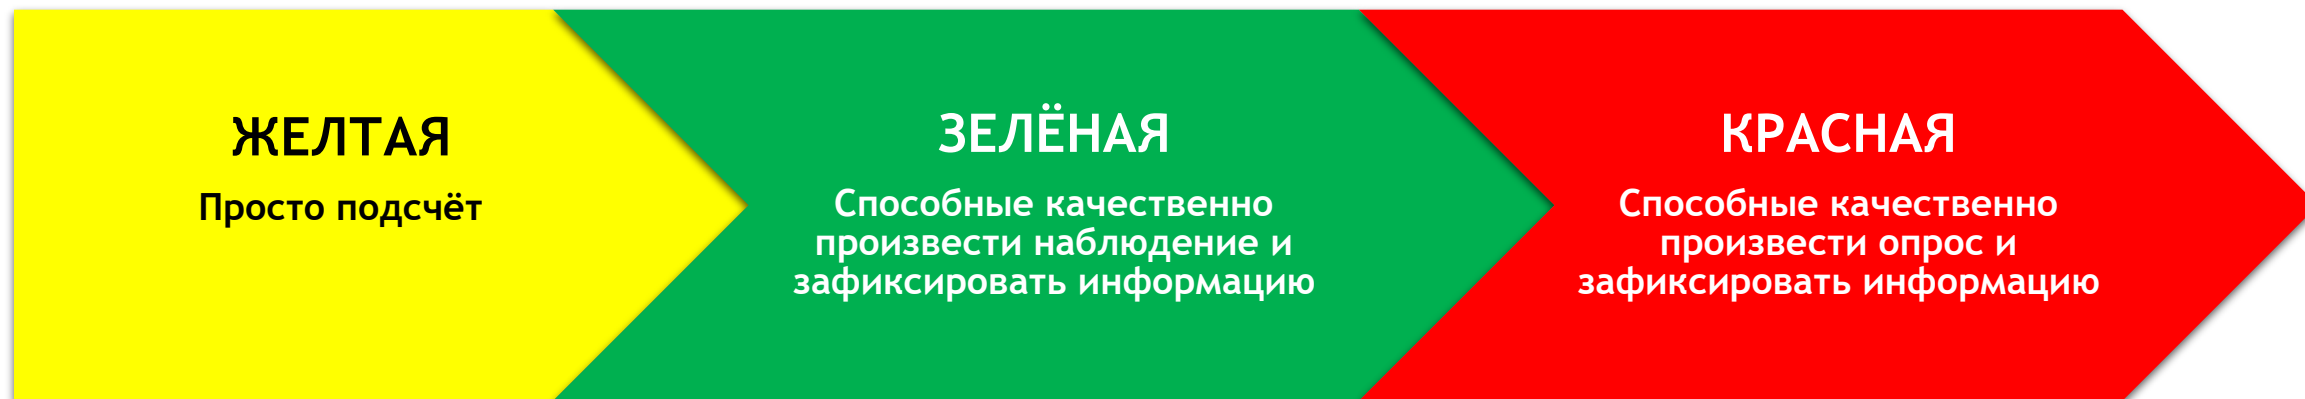 ЖЕЛТАЯ
Просто подсчёт
ЗЕЛЁНАЯ
Способные качественно
произвести наблюдение и
зафиксировать информацию
КРАСНАЯ
Способные качественно
произвести опрос и
зафиксировать информацию